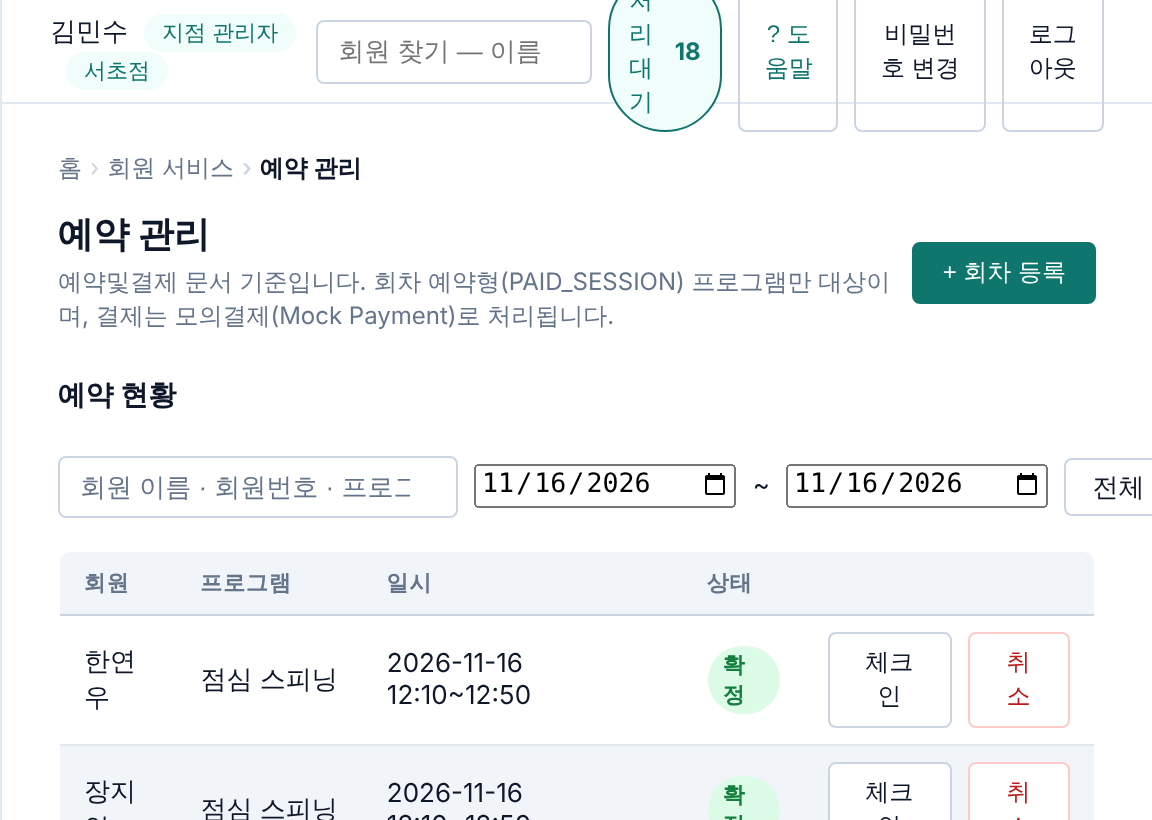 김민수 지점 관리자
서초점
회원 찾기 — 이름
리
대
기
18
? 도
움말
비밀번
호 변경
로그
아웃
홈 › 회원 서비스 › 예약 관리
예약 관리
예약및결제 문서 기준입니다. 회차 예약형(PAID_SESSION) 프로그램만 대상이
며, 결제는 모의결제(Mock Payment)로 처리됩니다.
+ 회차 등록
예약 현황
회원 이름 · 회원번호 ·
11/16/2026 ~ 11/16/2026 전체
회원 프로그램 일시 상태
한연
우
점심 스피닝
2026-11-16
12:10~12:50
확
정
체크
인
취
소
장지
점심 스피닝
2026-11-16
확
체크
취